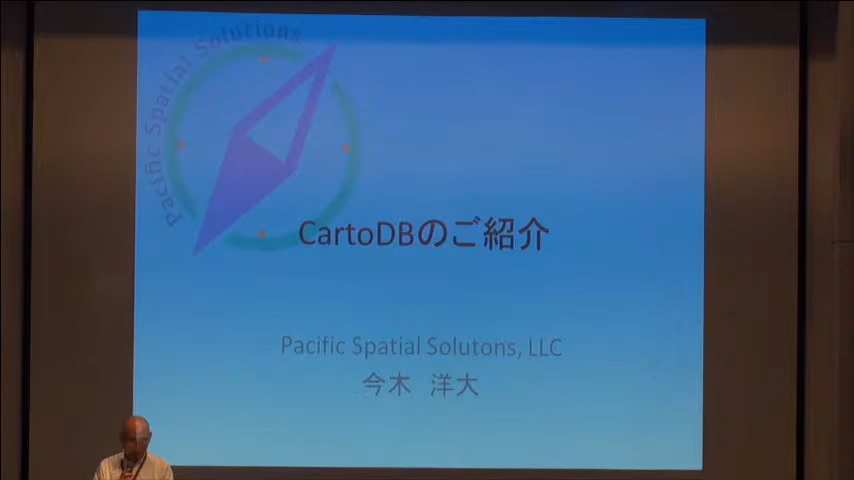 Pacific Spatial Solutions
CartoDBのご紹介
Pacific Spatial Solutons, LLC
今木 洋大